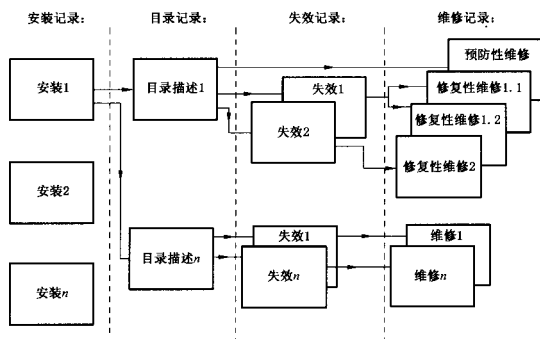 安装记录: 目录记录: 失效记录: 维修记录:
预防性维修
安装1 目录描述1 失效1 修复性维修1.1
失效2 修复性维修1.2
修复性维修2
安装2
目录描述n 失效1 维修1
安装n 失效n 维修n